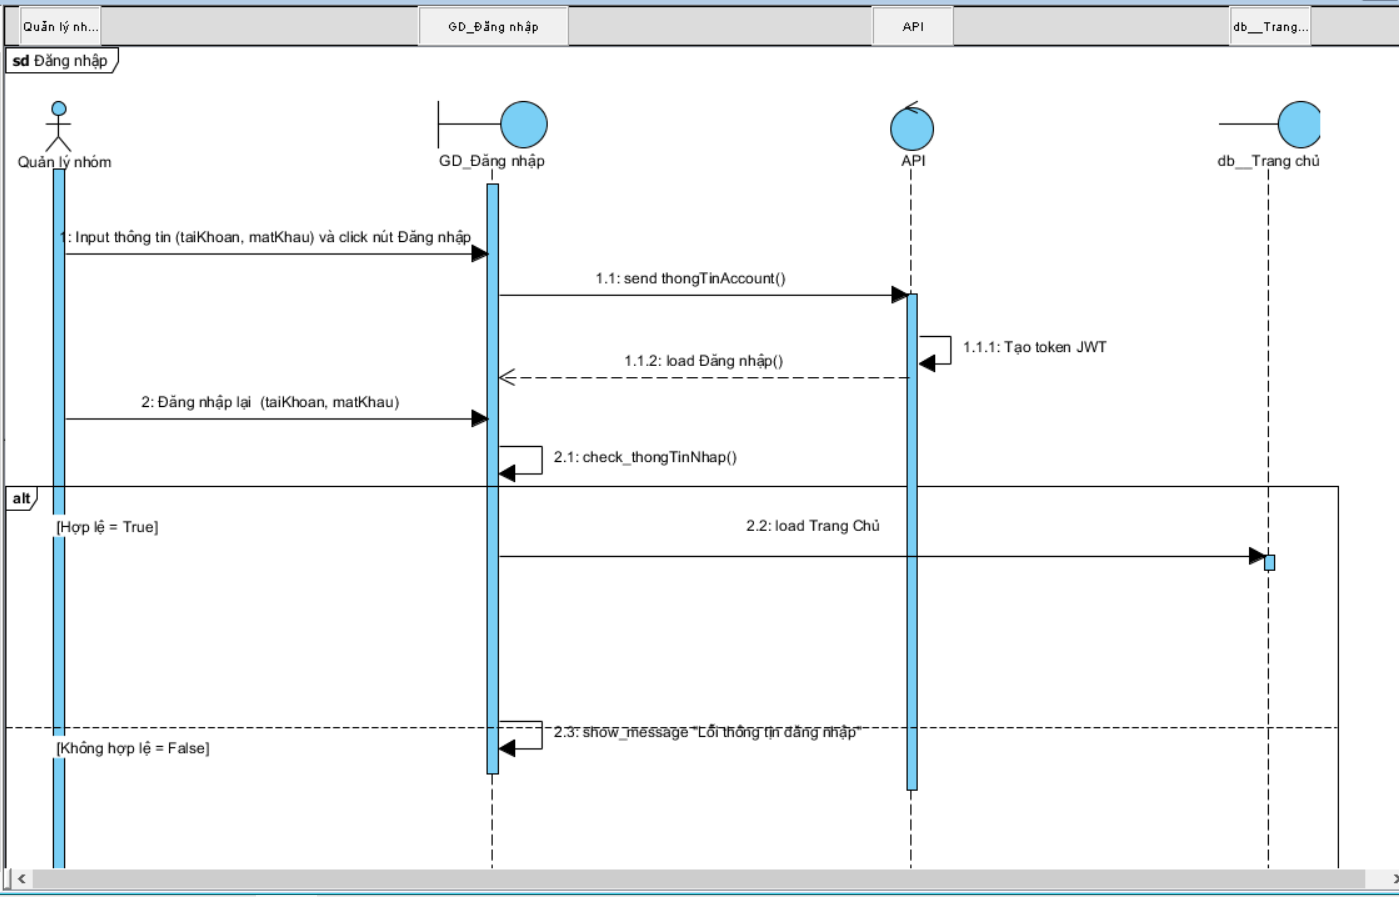 Quản lý nh...
GD_Đăng nhập
API
db__Trang...
sd Đăng nhập
Quản lý nhóm
GD_Đăng nhập
API
db__Trang chủ
1: Input thông tin (taiKhoan, matKhau) và click nút Đăng nhập
1.1: send thongTinAccount()
1.1.1: Tạo token JWT
1.1.2: load Đăng nhập()
2: Đăng nhập lại (taiKhoan, matKhau)
2.1: check_thongTinNhap()
alt
[Hợp lệ = True]
2.2: load Trang Chủ
2.3: show_message "Lỗi thông tin đăng nhập"
[Không hợp lệ = False]